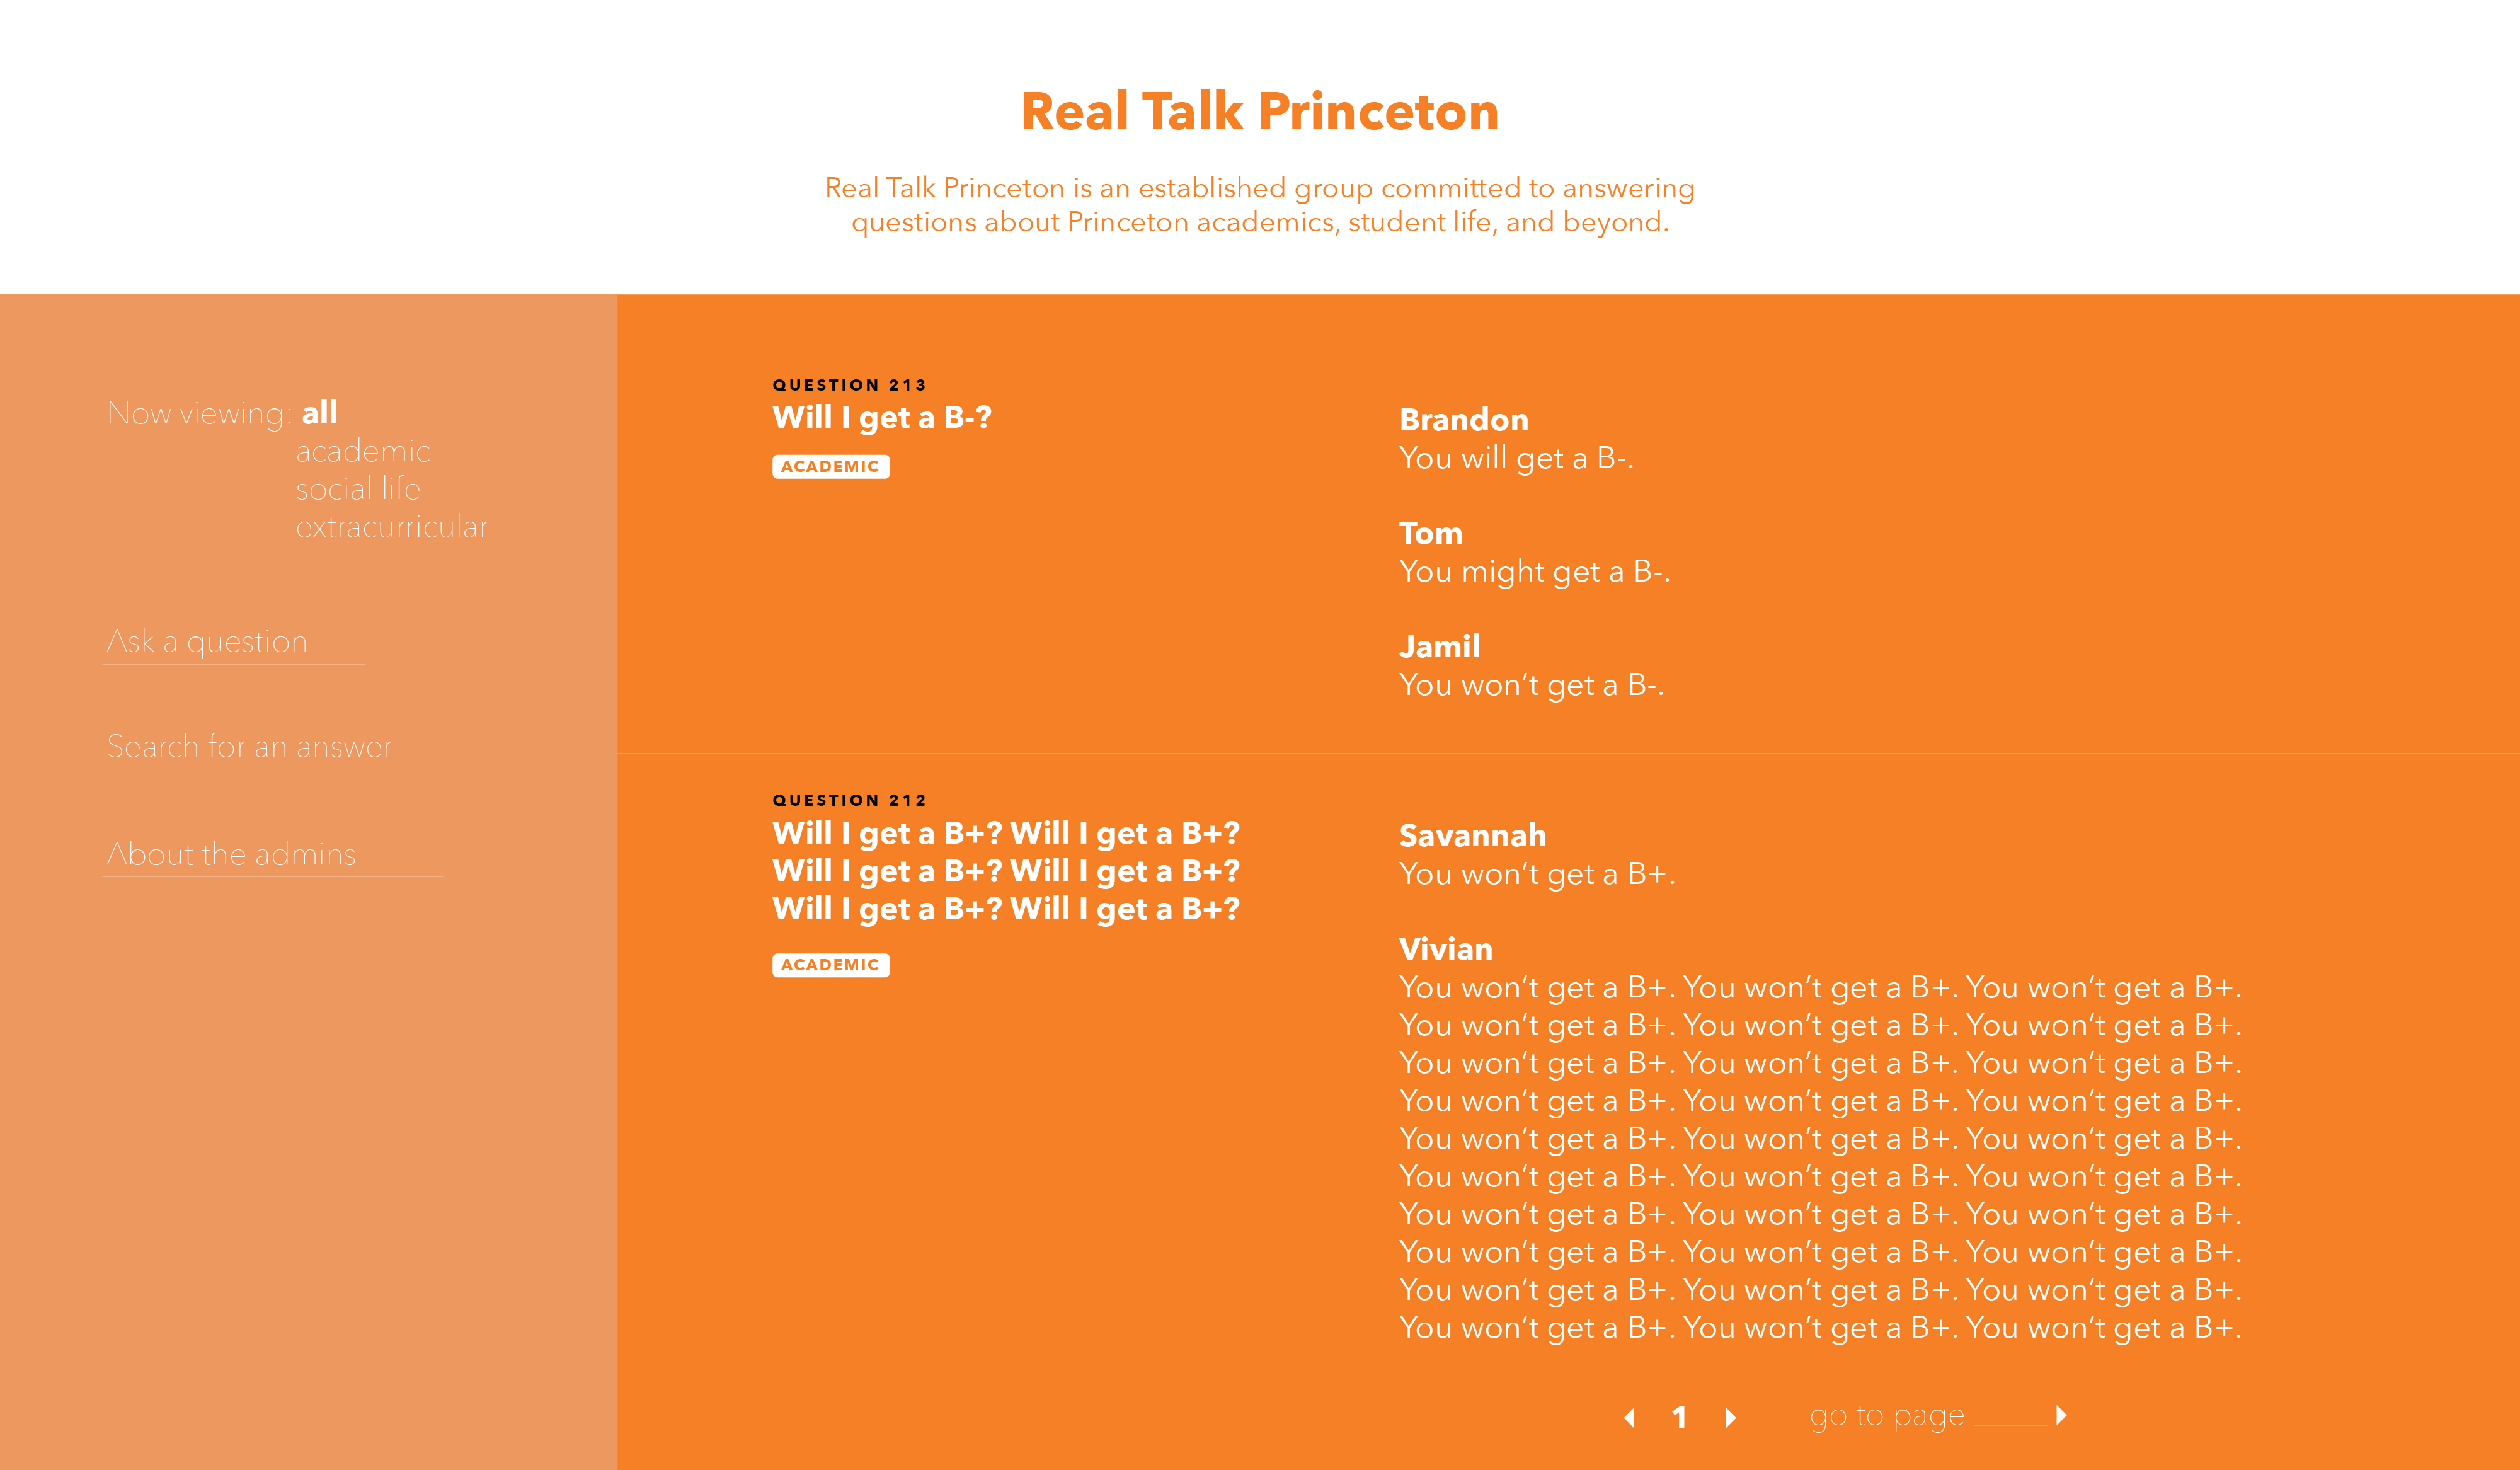 Real Talk Princeton
Real Talk Princeton is an established group committed to answering
questions about Princeton academics, student life, and beyond.
Now viewing: all
academic
social life
extracurricular
Ask a question
Search for an answer
About the admins
QUESTION 213
Will I get a B-?
ACADEMIC
Brandon
You will get a B-.
Tom
You might get a B-.
Jamil
You won’t get a B-.
QUESTION 212
Will I get a B+? Will I get a B+?
Will I get a B+? Will I get a B+?
Will I get a B+? Will I get a B+?
ACADEMIC
Savannah
You won’t get a B+.
Vivian
You won’t get a B+. You won’t get a B+. You won’t get a B+.
You won’t get a B+. You won’t get a B+. You won’t get a B+.
You won’t get a B+. You won’t get a B+. You won’t get a B+.
You won’t get a B+. You won’t get a B+. You won’t get a B+.
You won’t get a B+. You won’t get a B+. You won’t get a B+.
You won’t get a B+. You won’t get a B+. You won’t get a B+.
You won’t get a B+. You won’t get a B+. You won’t get a B+.
You won’t get a B+. You won’t get a B+. You won’t get a B+.
You won’t get a B+. You won’t get a B+. You won’t get a B+.
You won’t get a B+. You won’t get a B+. You won’t get a B+.
1 go to page